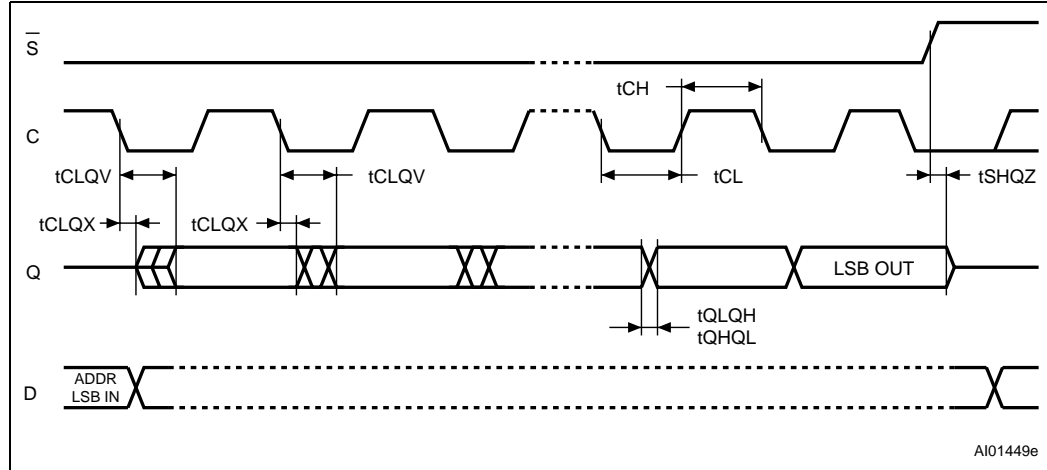 S
tCH
C
tCLQV
tCLQV
tCL
tSHQZ
tCLQX
tCLQX
Q
LSB OUT
tQLQH
tQHQL
D
ADDR
LSB IN
AI01449e